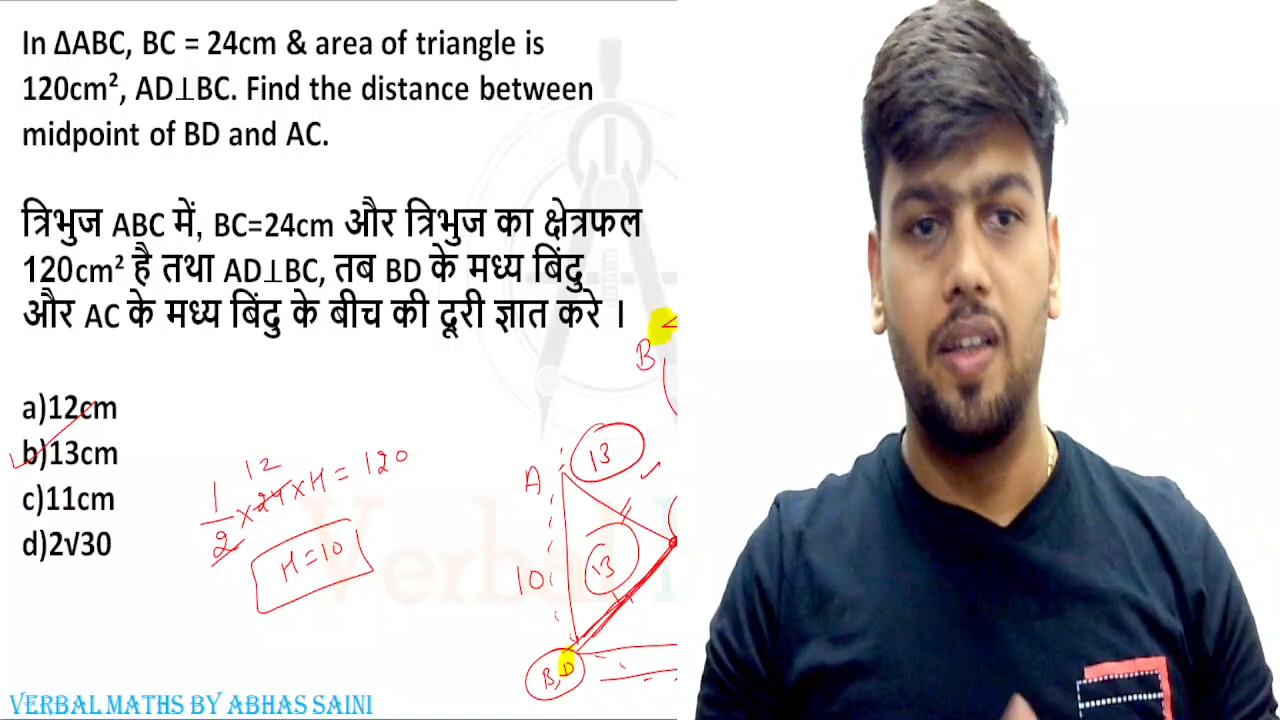 In ΔABC, BC = 24cm & area of triangle is
120cm², AD⊥BC. Find the distance between
midpoint of BD and AC.
त्रिभुज ABC में, BC=24cm और त्रिभुज का क्षेत्रफल
120cm² है तथा AD⊥BC, तब BD के मध्य बिंदु
और AC के मध्य बिंदु के बीच की दूरी ज्ञात करे ।
B
a)12cm
b)13cm
c)11cm
d)2√30
12
1/2 × 24 × H = 120
H = 10
A
13
13
10
B, D
Verbal
VERBAL MATHS BY ABHAS SAINI